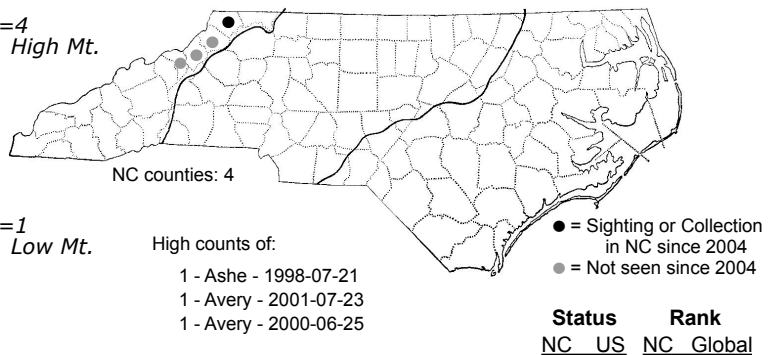 =4
High Mt.
NC counties: 4
=1
Low Mt.
High counts of:
1 - Ashe - 1998-07-21
1 - Avery - 2001-07-23
1 - Avery - 2000-06-25
● = Sighting or Collection
in NC since 2004
● = Not seen since 2004
Status Rank
NC US NC Global